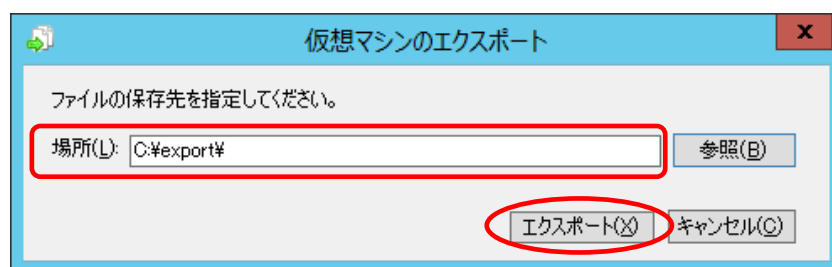 仮想マシンのエクスポート
x
ファイルの保存先を指定してください。
場所(L): C:¥export¥ 参照(B)
エクスポート(X) キャンセル(C)